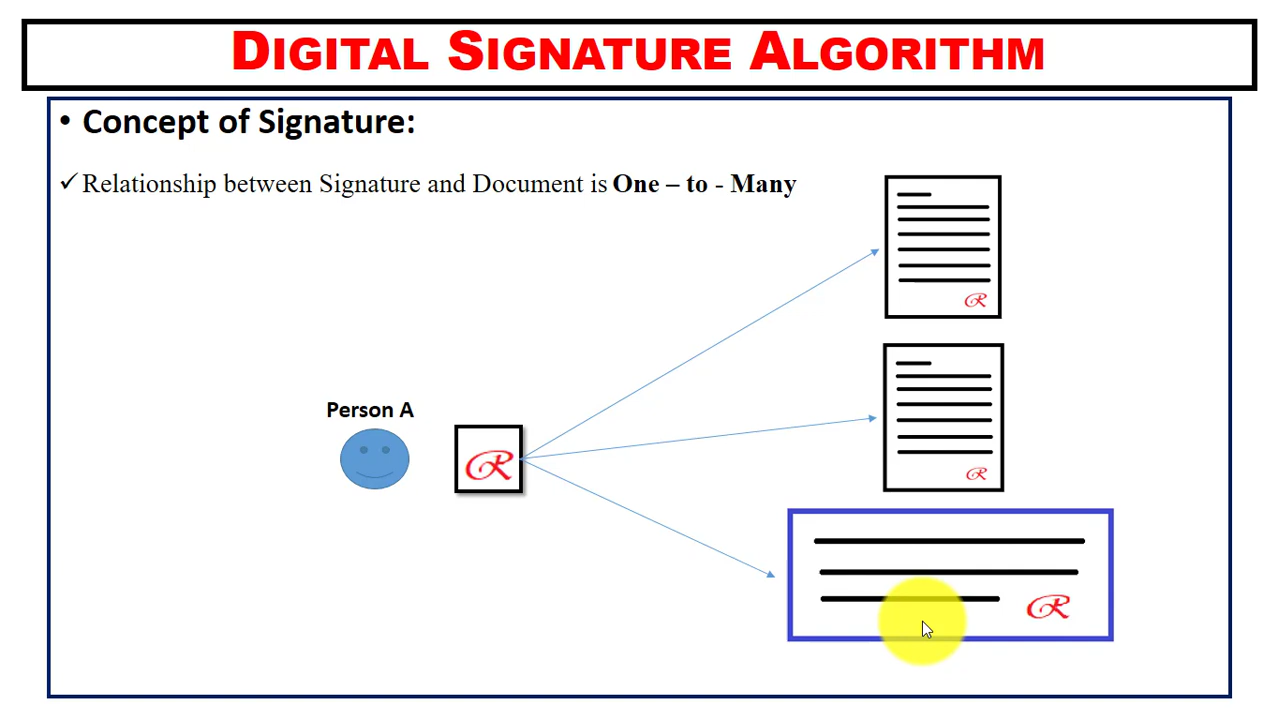 DIGITAL SIGNATURE ALGORITHM
• Concept of Signature:
✓ Relationship between Signature and Document is One – to - Many
Person A
R
R
R
R